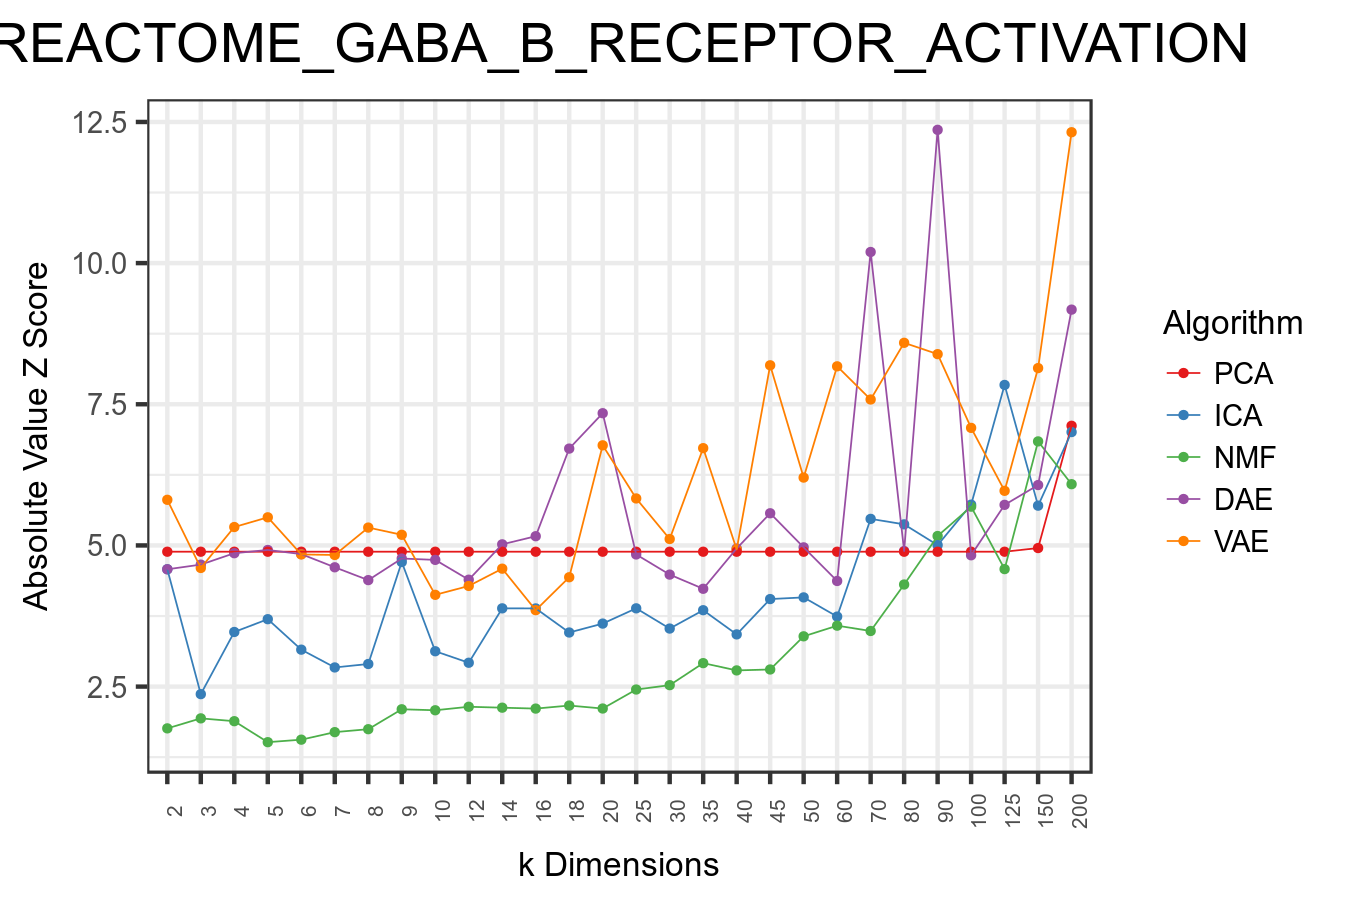 REACTOME_GABA_B_RECEPTOR_ACTIVATION
12.5
10.0
7.5
5.0
2.5
Absolute Value Z Score
2 3 4 5 6 7 8 9 10 12 14 16 18 20 25 30 35 40 45 50 60 70 80 90 100 125 150 200
k Dimensions
Algorithm
PCA
ICA
NMF
DAE
VAE